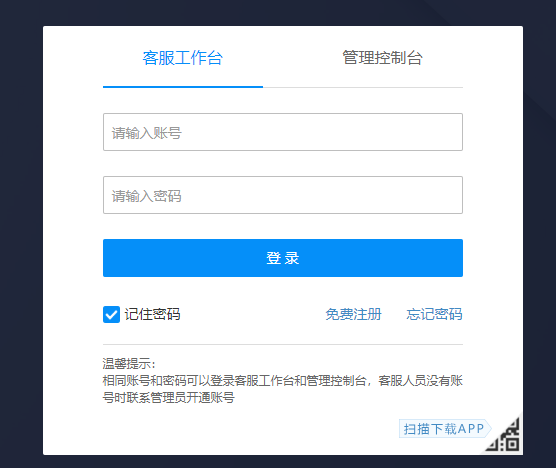 客服工作台 管理控制台
请输入账号
请输入密码
登 录
记住密码 免费注册 忘记密码
温馨提示:
相同账号和密码可以登录客服工作台和管理控制台，客服人员没有账
号时联系管理员开通账号
扫描下载APP